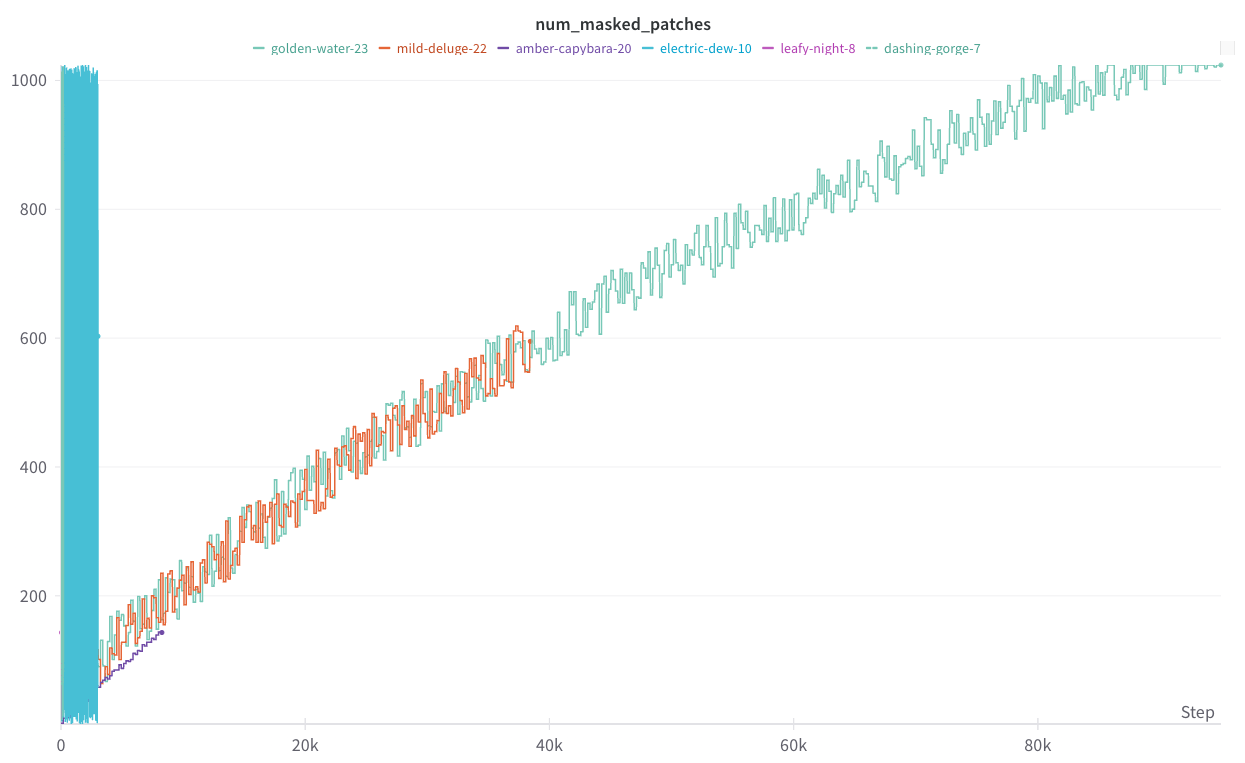 num_masked_patches
golden-water-23 mild-deluge-22 amber-capybara-20 electric-dew-10 leafy-night-8 dashing-gorge-7
1000
800
600
400
200
Step
0 20k 40k 60k 80k